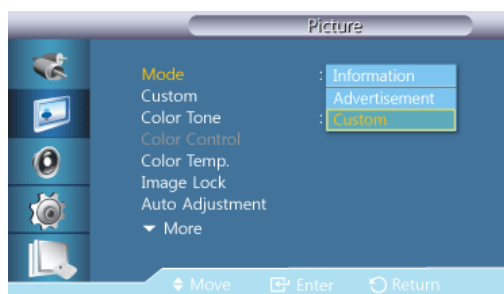 Picture
Mode : Information
Custom Advertisement
Color Tone : Custom
Color Control
Color Temp.
Image Lock
Auto Adjustment
More
Move Enter Return